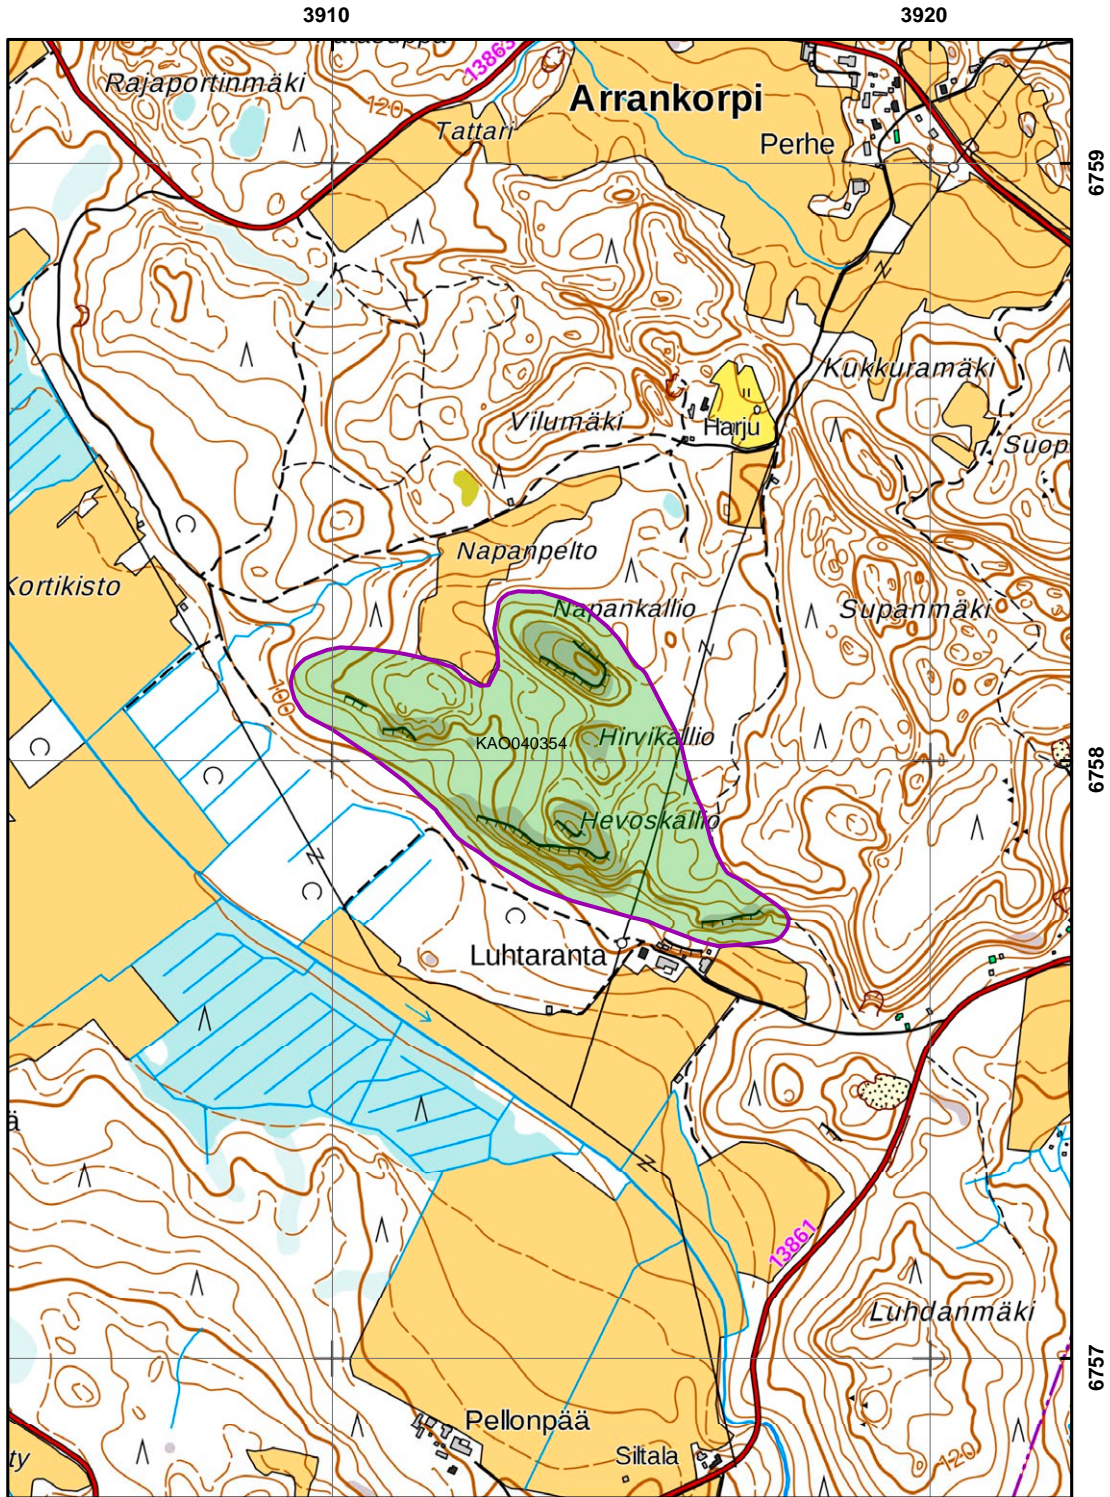 3910
3920
13863
Rajaportinmäki
120
Arrankorpi
Tattari
Perhe
6759
Kukkuramäki
Vilumäki
Harju
Suop
Napanpelto
Kortikisto
Napankallio
Supanmäki
100
KAO040354
Hirvikallio
6758
Hevoskallio
Luhtaranta
ä
13861
Luhdanmäki
6757
Pellonpää
Siltala
ty
120